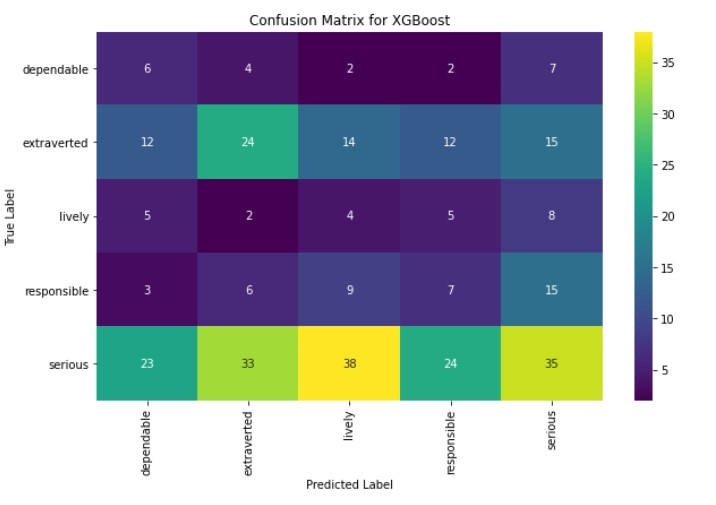 Confusion Matrix for XGBoost
dependable 6 4 2 2 7
extraverted 12 24 14 12 15
lively 5 2 4 5 8
responsible 3 6 9 7 15
serious 23 33 38 24 35
dependable extraverted lively responsible serious
Predicted Label
True Label
35
30
25
20
15
10
5